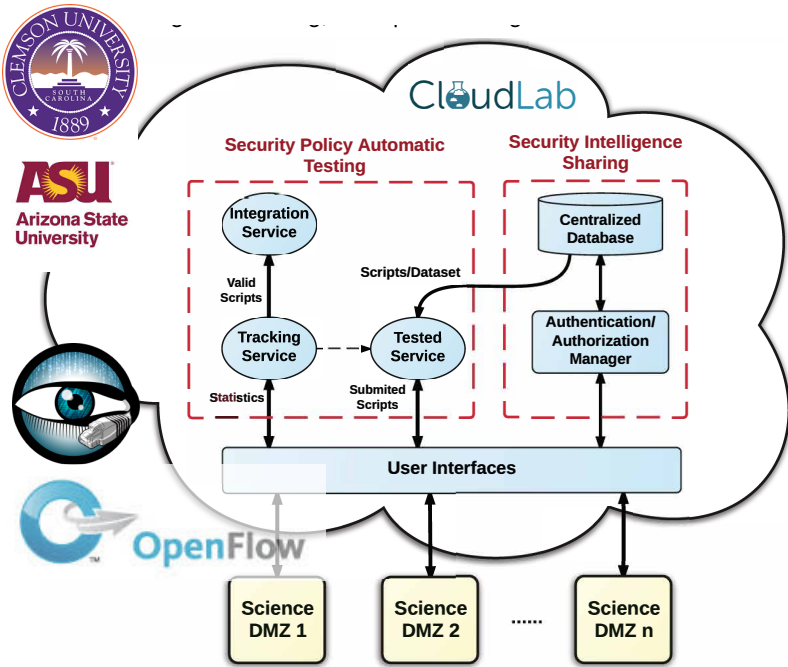 CLEMSON UNIVERSITY
SOUTH
CAROLINA
1889
CloudLab
ASU
Arizona State
University
Security Policy Automatic
Testing
Security Intelligence
Sharing
Integration
Service
Centralized
Database
Valid
Scripts
Scripts/Dataset
Tracking
Service
Tested
Service
Authentication/
Authorization
Manager
Statistics
Submited
Scripts
User Interfaces
OpenFlow
TM
Science
DMZ 1
Science
DMZ 2
......
Science
DMZ n